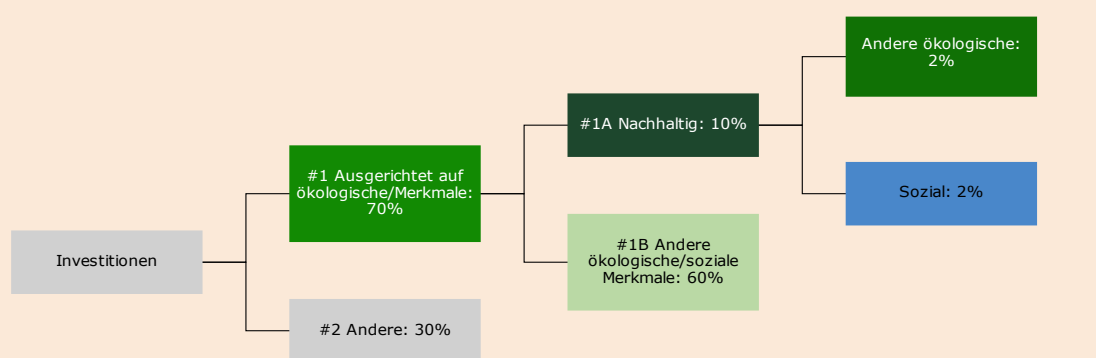 Investitionen
#1 Ausgerichtet auf
ökologische/Merkmale:
70%
#2 Andere: 30%
#1A Nachhaltig: 10%
#1B Andere
ökologische/soziale
Merkmale: 60%
Andere ökologische:
2%
Sozial: 2%